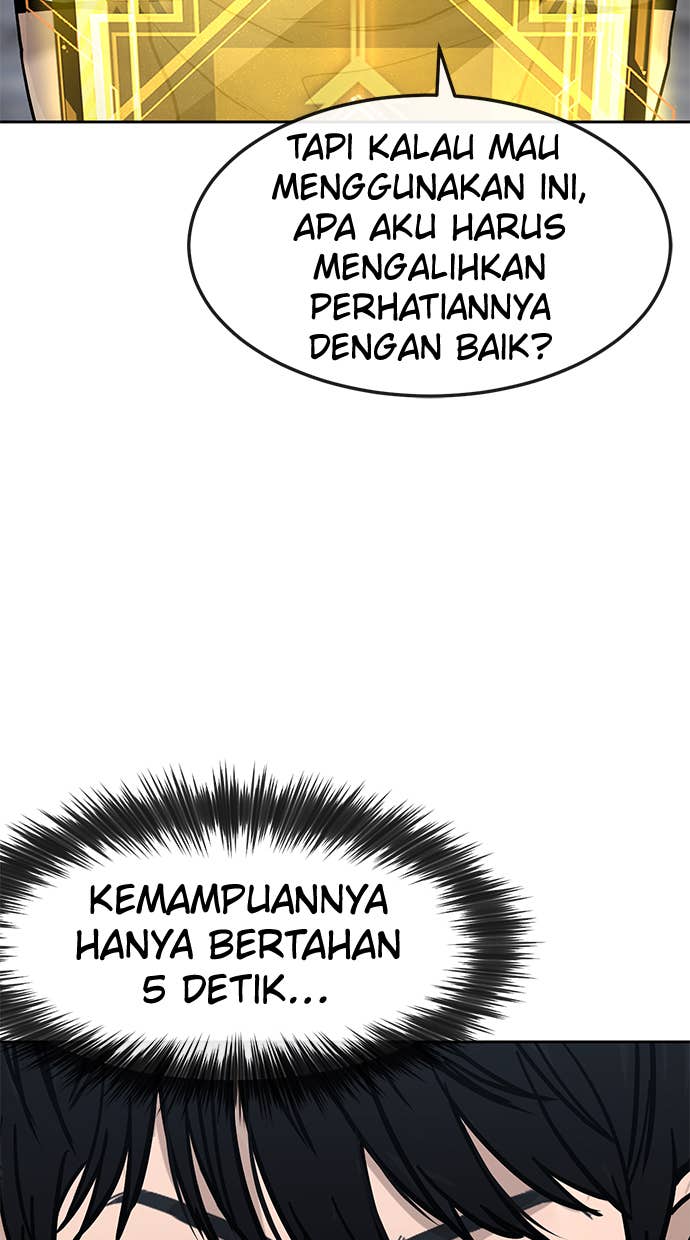 TAPI KALAU MAU
MENGGUNAKAN INI,
APA AKU HARUS
MENGALIHKAN
PERHATIANNYA
DENGAN BAIK?
KEMAMPUANNYA
HANYA BERTAHAN
5 DETIK...